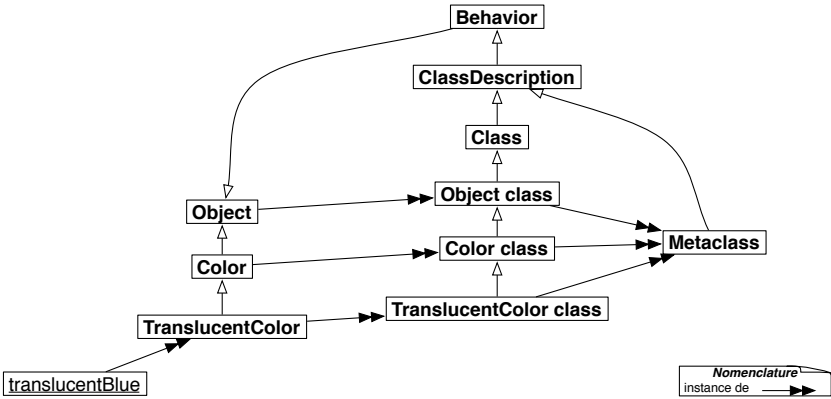 Behavior
ClassDescription
Class
Object class
Object
Metaclass
Color class
Color
TranslucentColor class
TranslucentColor
translucentBlue
Nomenclature
instance de